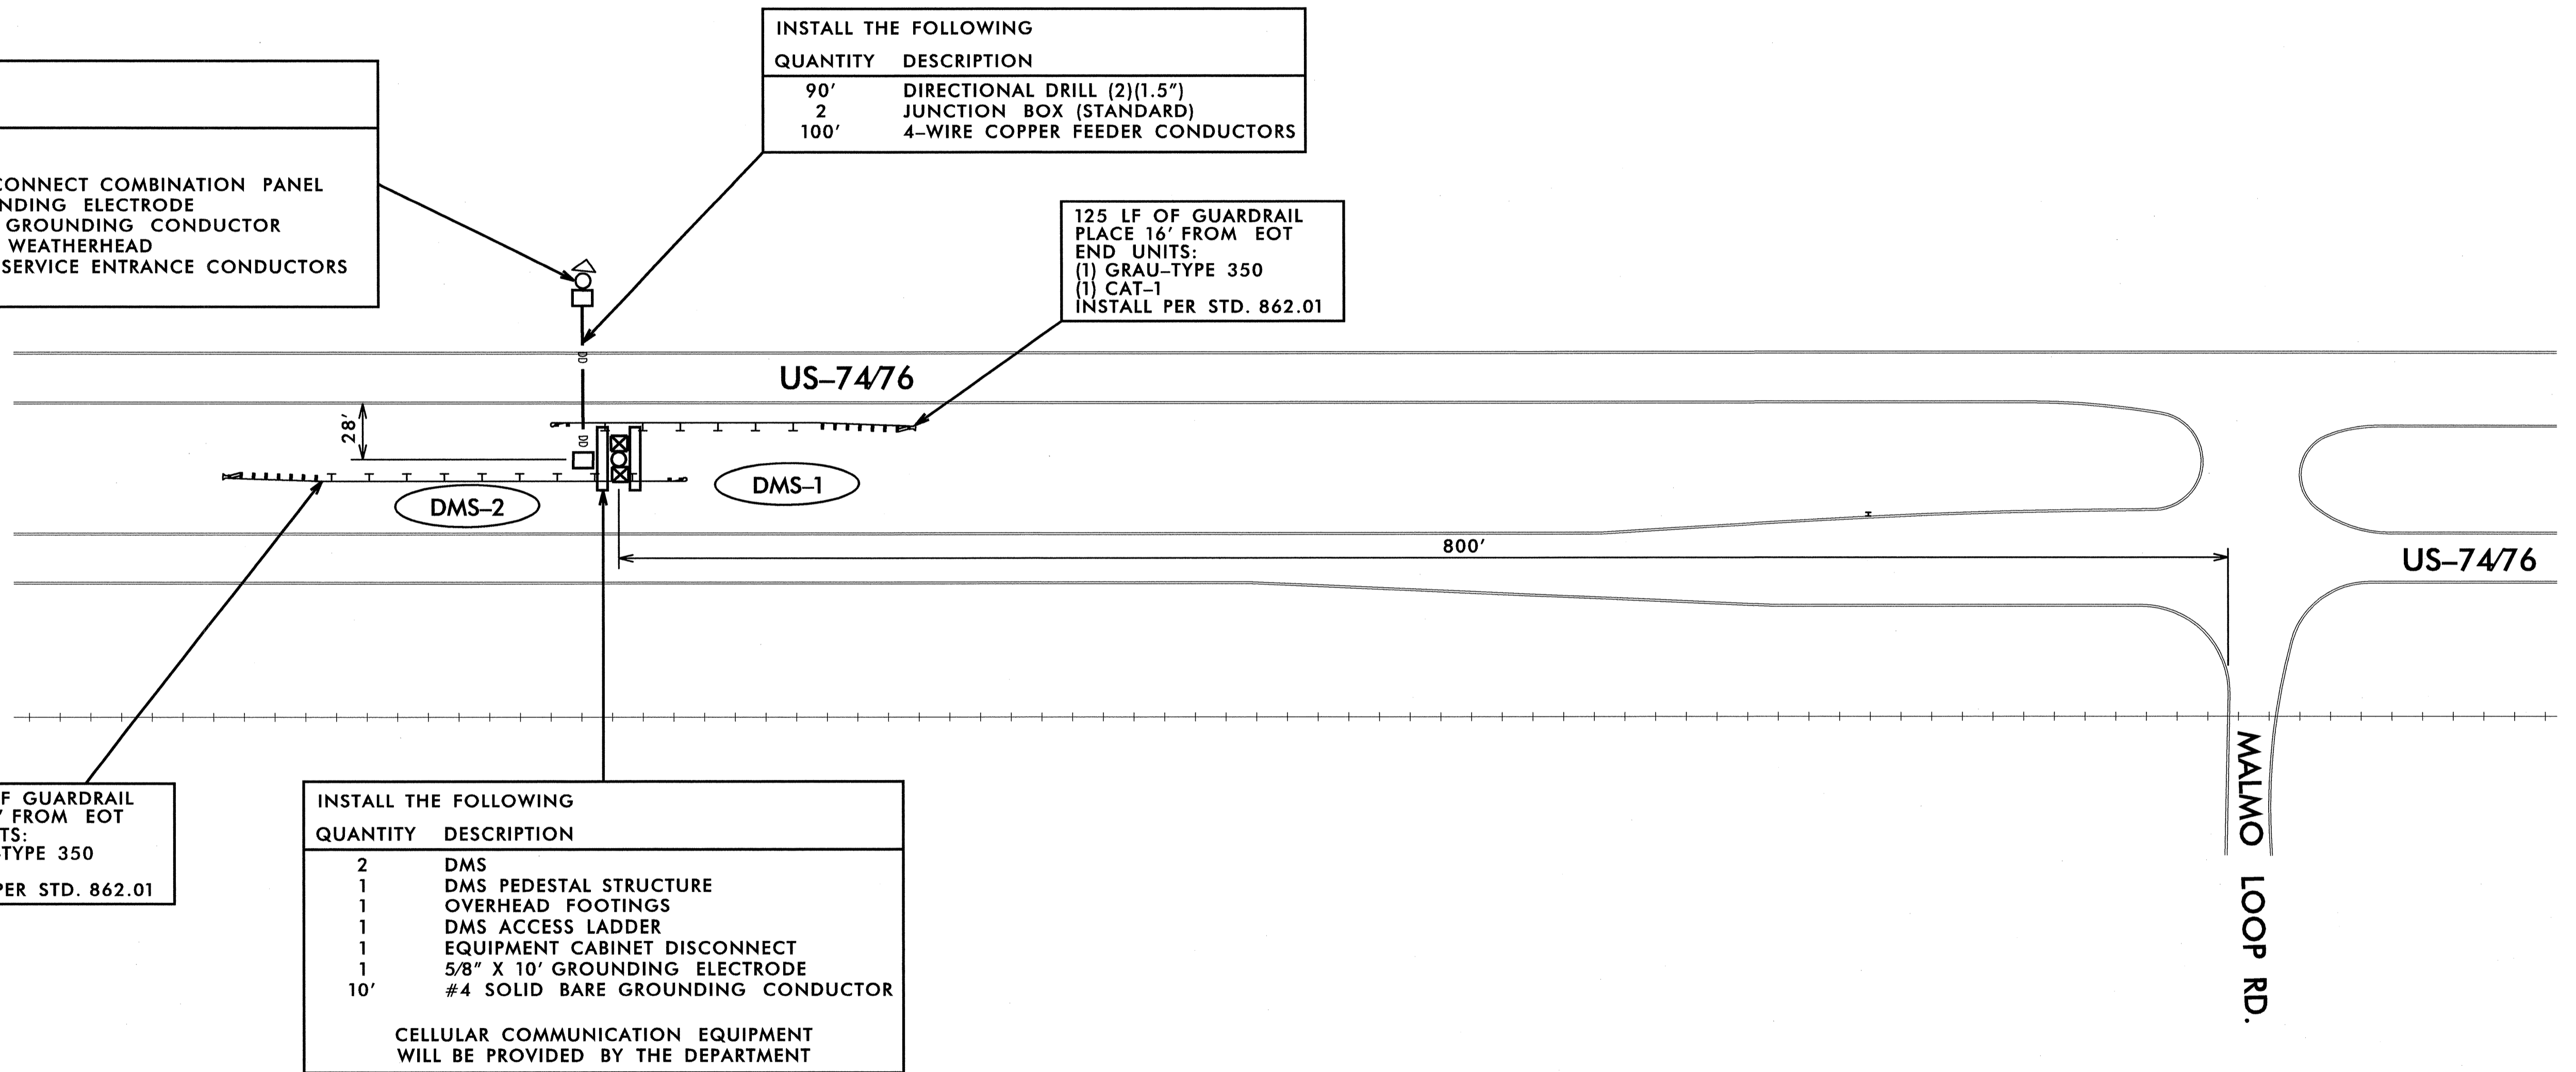 INSTALL THE FOLLOWING
QUANTITY DESCRIPTION
90' DIRECTIONAL DRILL (2)(1.5")
2 JUNCTION BOX (STANDARD)
100' 4-WIRE COPPER FEEDER CONDUCTORS
CONNECT COMBINATION PANEL
NDING ELECTRODE
GROUNDING CONDUCTOR
WEATHERHEAD
SERVICE ENTRANCE CONDUCTORS
125 LF OF GUARDRAIL
PLACE 16' FROM EOT
END UNITS:
(1) GRAU-TYPE 350
(1) CAT-1
INSTALL PER STD. 862.01
DD
US-74/76
28'
DD
DMS-1
DMS-2
800'
US-74/76
MALMO LOOP RD.
F GUARDRAIL
' FROM EOT
TS:
-TYPE 350
PER STD. 862.01
INSTALL THE FOLLOWING
QUANTITY DESCRIPTION
2 DMS
1 DMS PEDESTAL STRUCTURE
1 OVERHEAD FOOTINGS
1 DMS ACCESS LADDER
1 EQUIPMENT CABINET DISCONNECT
1 5/8" X 10' GROUNDING ELECTRODE
10' #4 SOLID BARE GROUNDING CONDUCTOR
CELLULAR COMMUNICATION EQUIPMENT
WILL BE PROVIDED BY THE DEPARTMENT